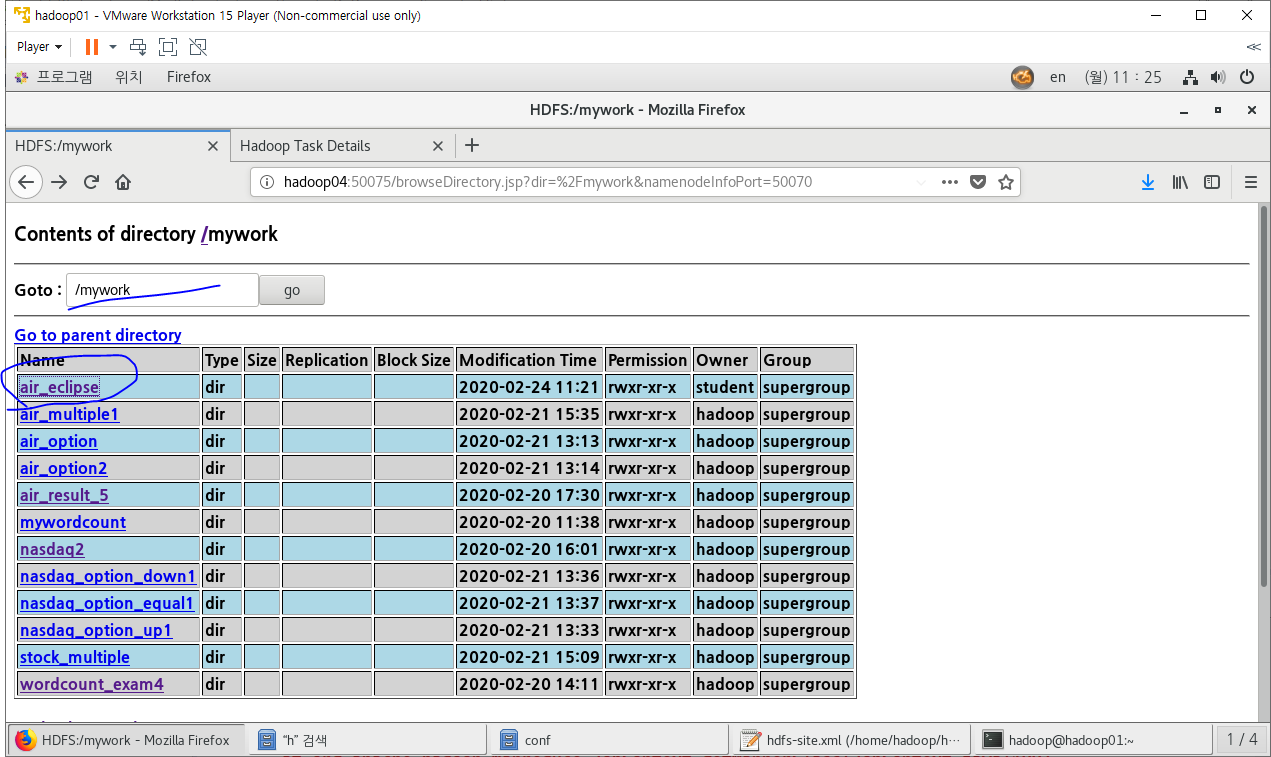 hadoop01 - VMware Workstation 15 Player (Non-commercial use only)
Player
프로그램 위치 Firefox en (월) 11 : 25
HDFS:/mywork - Mozilla Firefox
HDFS:/mywork Hadoop Task Details
hadoop04:50075/browseDirectory.jsp?dir=%2Fmywork&namenodeInfoPort=50070
Contents of directory /mywork
Goto : /mywork go
Go to parent directory
Name Type Size Replication Block Size Modification Time Permission Owner Group
air_eclipse dir 2020-02-24 11:21 rwxr-xr-x student supergroup
air_multiple1 dir 2020-02-21 15:35 rwxr-xr-x hadoop supergroup
air_option dir 2020-02-21 13:13 rwxr-xr-x hadoop supergroup
air_option2 dir 2020-02-21 13:14 rwxr-xr-x hadoop supergroup
air_result_5 dir 2020-02-20 17:30 rwxr-xr-x hadoop supergroup
mywordcount dir 2020-02-20 11:38 rwxr-xr-x hadoop supergroup
nasdaq2 dir 2020-02-20 16:01 rwxr-xr-x hadoop supergroup
nasdaq_option_down1 dir 2020-02-21 13:36 rwxr-xr-x hadoop supergroup
nasdaq_option_equal1 dir 2020-02-21 13:37 rwxr-xr-x hadoop supergroup
nasdaq_option_up1 dir 2020-02-21 13:33 rwxr-xr-x hadoop supergroup
stock_multiple dir 2020-02-21 15:09 rwxr-xr-x hadoop supergroup
wordcount_exam4 dir 2020-02-20 14:11 rwxr-xr-x hadoop supergroup
HDFS:/mywork - Mozilla Firefox "h" 검색 conf hdfs-site.xml (/home/hadoop/h… hadoop@hadoop01:~ 1 / 4